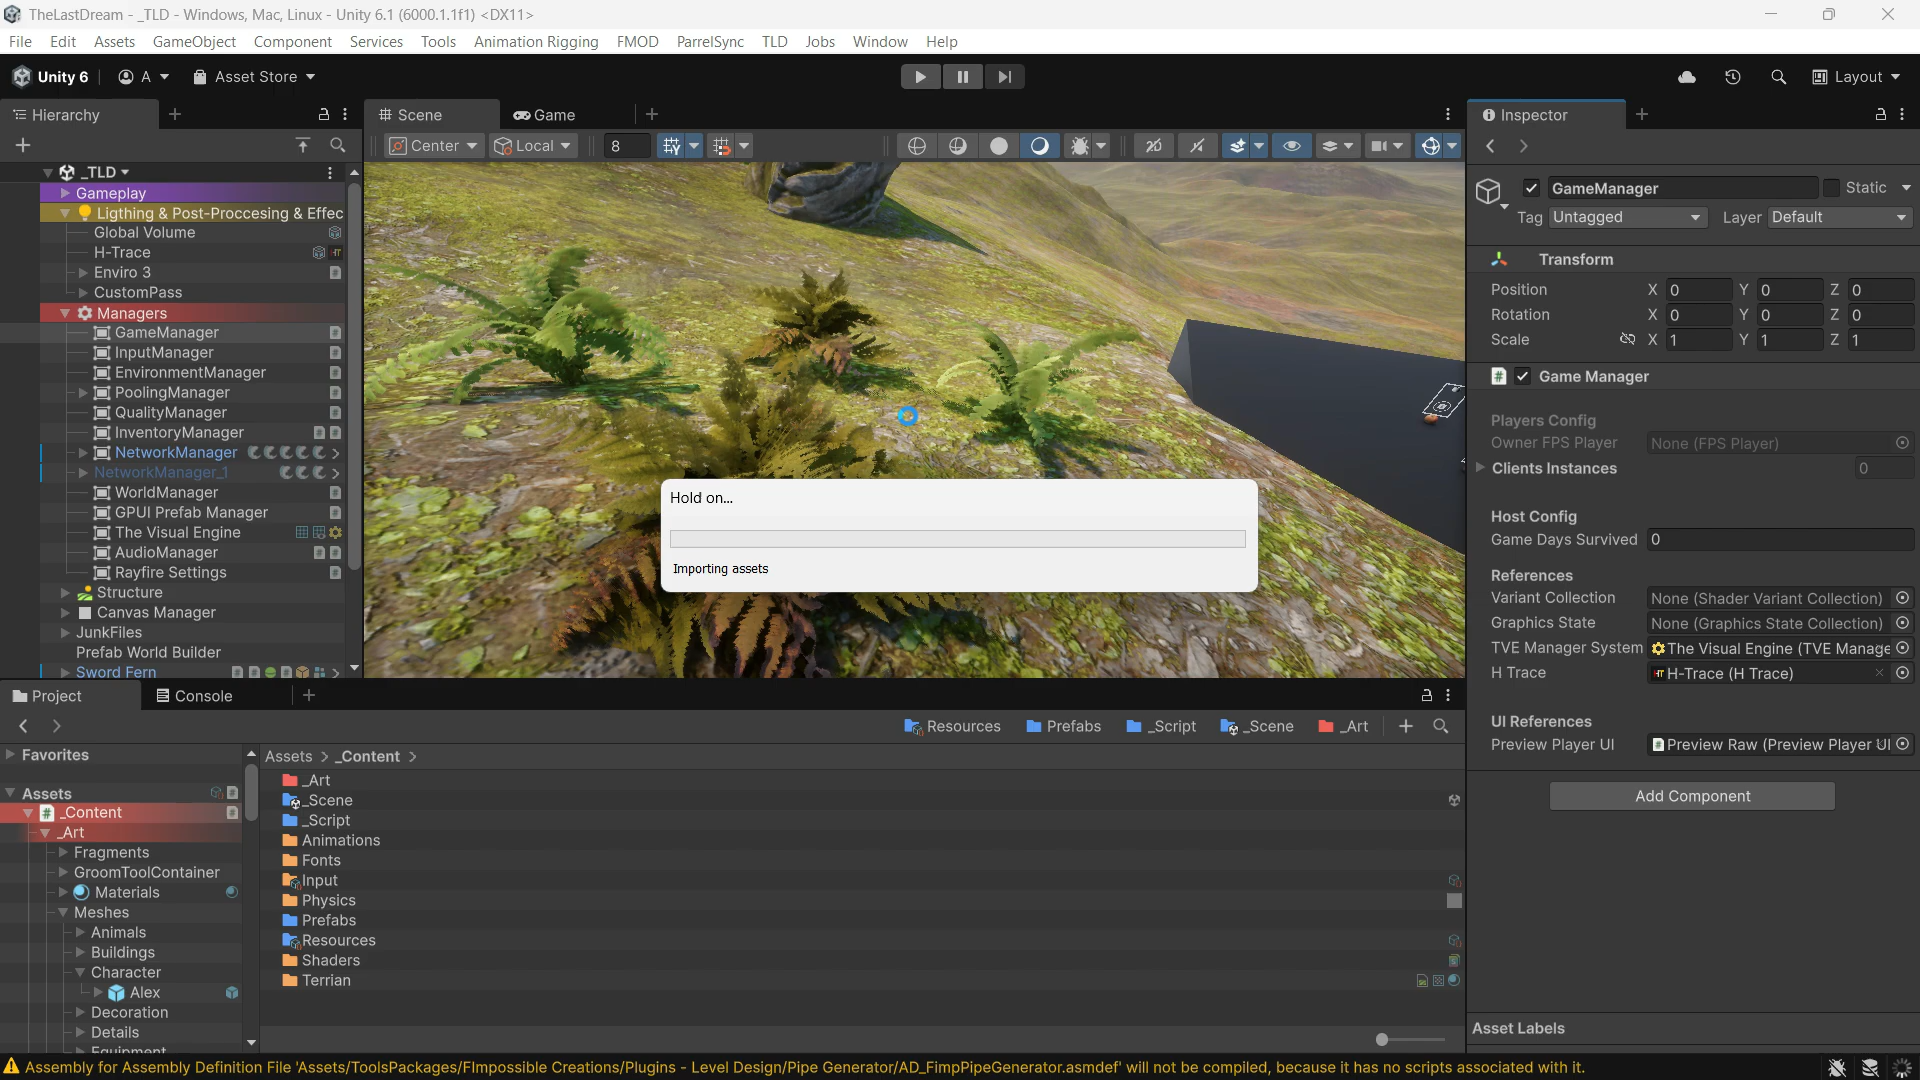 TheLastDream - _TLD - Windows, Mac, Linux - Unity 6.1 (6000.1.1f1) <DX11>
File Edit Assets GameObject Component Services Tools Animation Rigging FMOD ParrelSync TLD Jobs Window Help
Unity 6 A Asset Store Layout
Hierarchy
Scene Game
Inspector
Center Local 8 2D
_TLD
Gameplay
Ligthing & Post-Proccesing & Effec
Global Volume
H-Trace
Enviro 3
CustomPass
Managers
GameManager
InputManager
EnvironmentManager
PoolingManager
QualityManager
InventoryManager
NetworkManager
NetworkManager_1
WorldManager
GPUI Prefab Manager
The Visual Engine
AudioManager
Rayfire Settings
Structure
Canvas Manager
JunkFiles
Prefab World Builder
Sword Fern
Hold on...
Importing assets
GameManager Static
Tag Untagged Layer Default
Transform
Position X 0 Y 0 Z 0
Rotation X 0 Y 0 Z 0
Scale X 1 Y 1 Z 1
# Game Manager
Players Config
Owner FPS Player None (FPS Player)
Clients Instances 0
Host Config
Game Days Survived 0
References
Variant Collection None (Shader Variant Collection)
Graphics State None (Graphics State Collection)
TVE Manager System The Visual Engine (TVE Manage
H Trace HT H-Trace (H Trace)
UI References
Preview Player UI Preview Raw (Preview Player UI
Add Component
Asset Labels
Project Console
Resources Prefabs _Script _Scene _Art
Favorites
Assets
_Content
_Art
Fragments
GroomToolContainer
Materials
Meshes
Animals
Buildings
Character
Alex
Decoration
Details
Equipment
Assets > _Content >
_Art
_Scene
_Script
Animations
Fonts
Input
Physics
Prefabs
Resources
Shaders
Terrian
Assembly for Assembly Definition File 'Assets/ToolsPackages/FImpossible Creations/Plugins - Level Design/Pipe Generator/AD_FimpPipeGenerator.asmdef' will not be compiled, because it has no scripts associated with it.